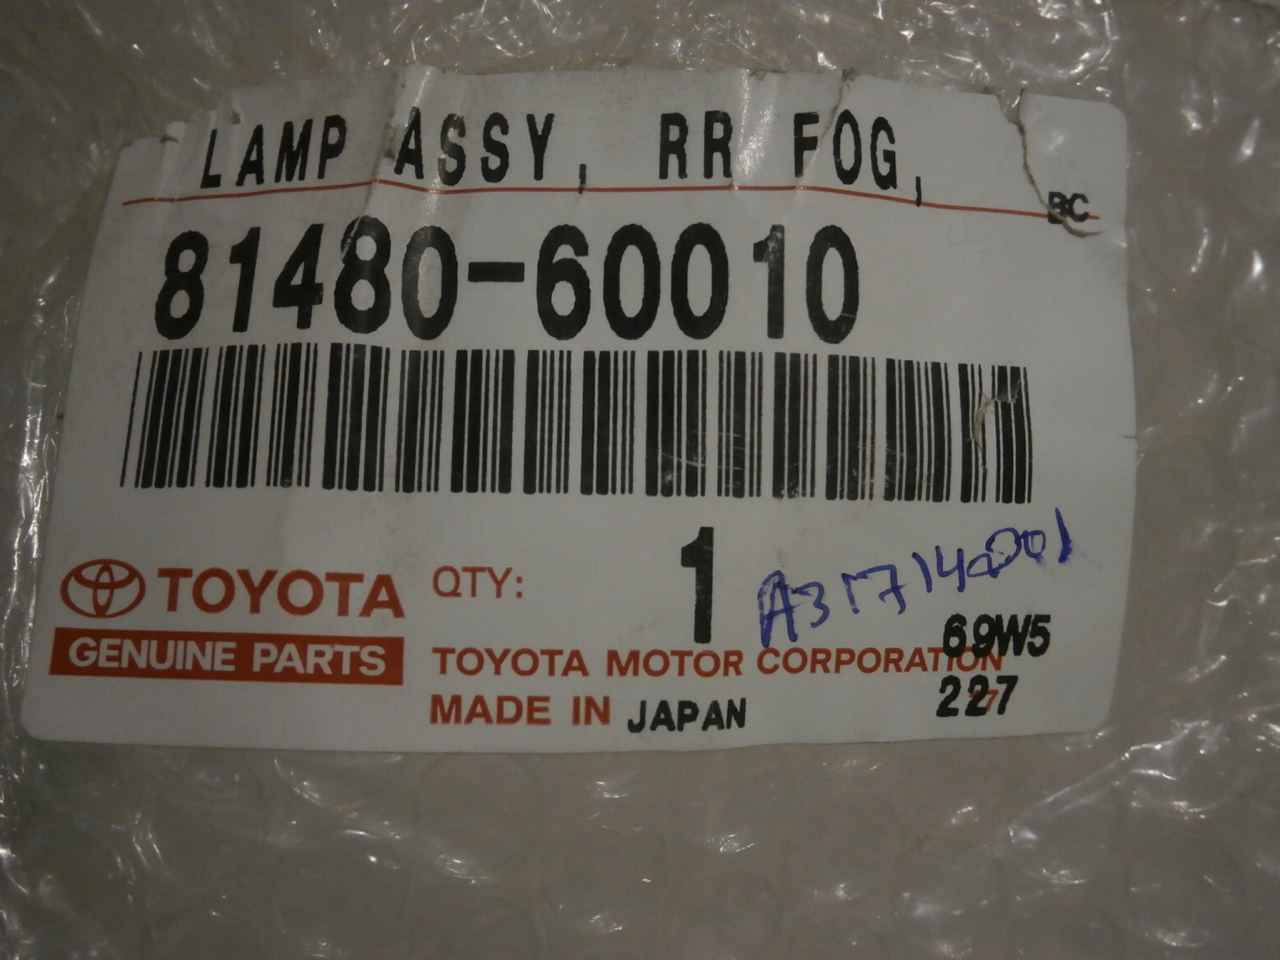 LAMP ASSY, RR FOG,
BC
81480-60010
TOYOTA
GENUINE PARTS
QTY: 1
A31714001
69W5
TOYOTA MOTOR CORPORATION
227
MADE IN JAPAN